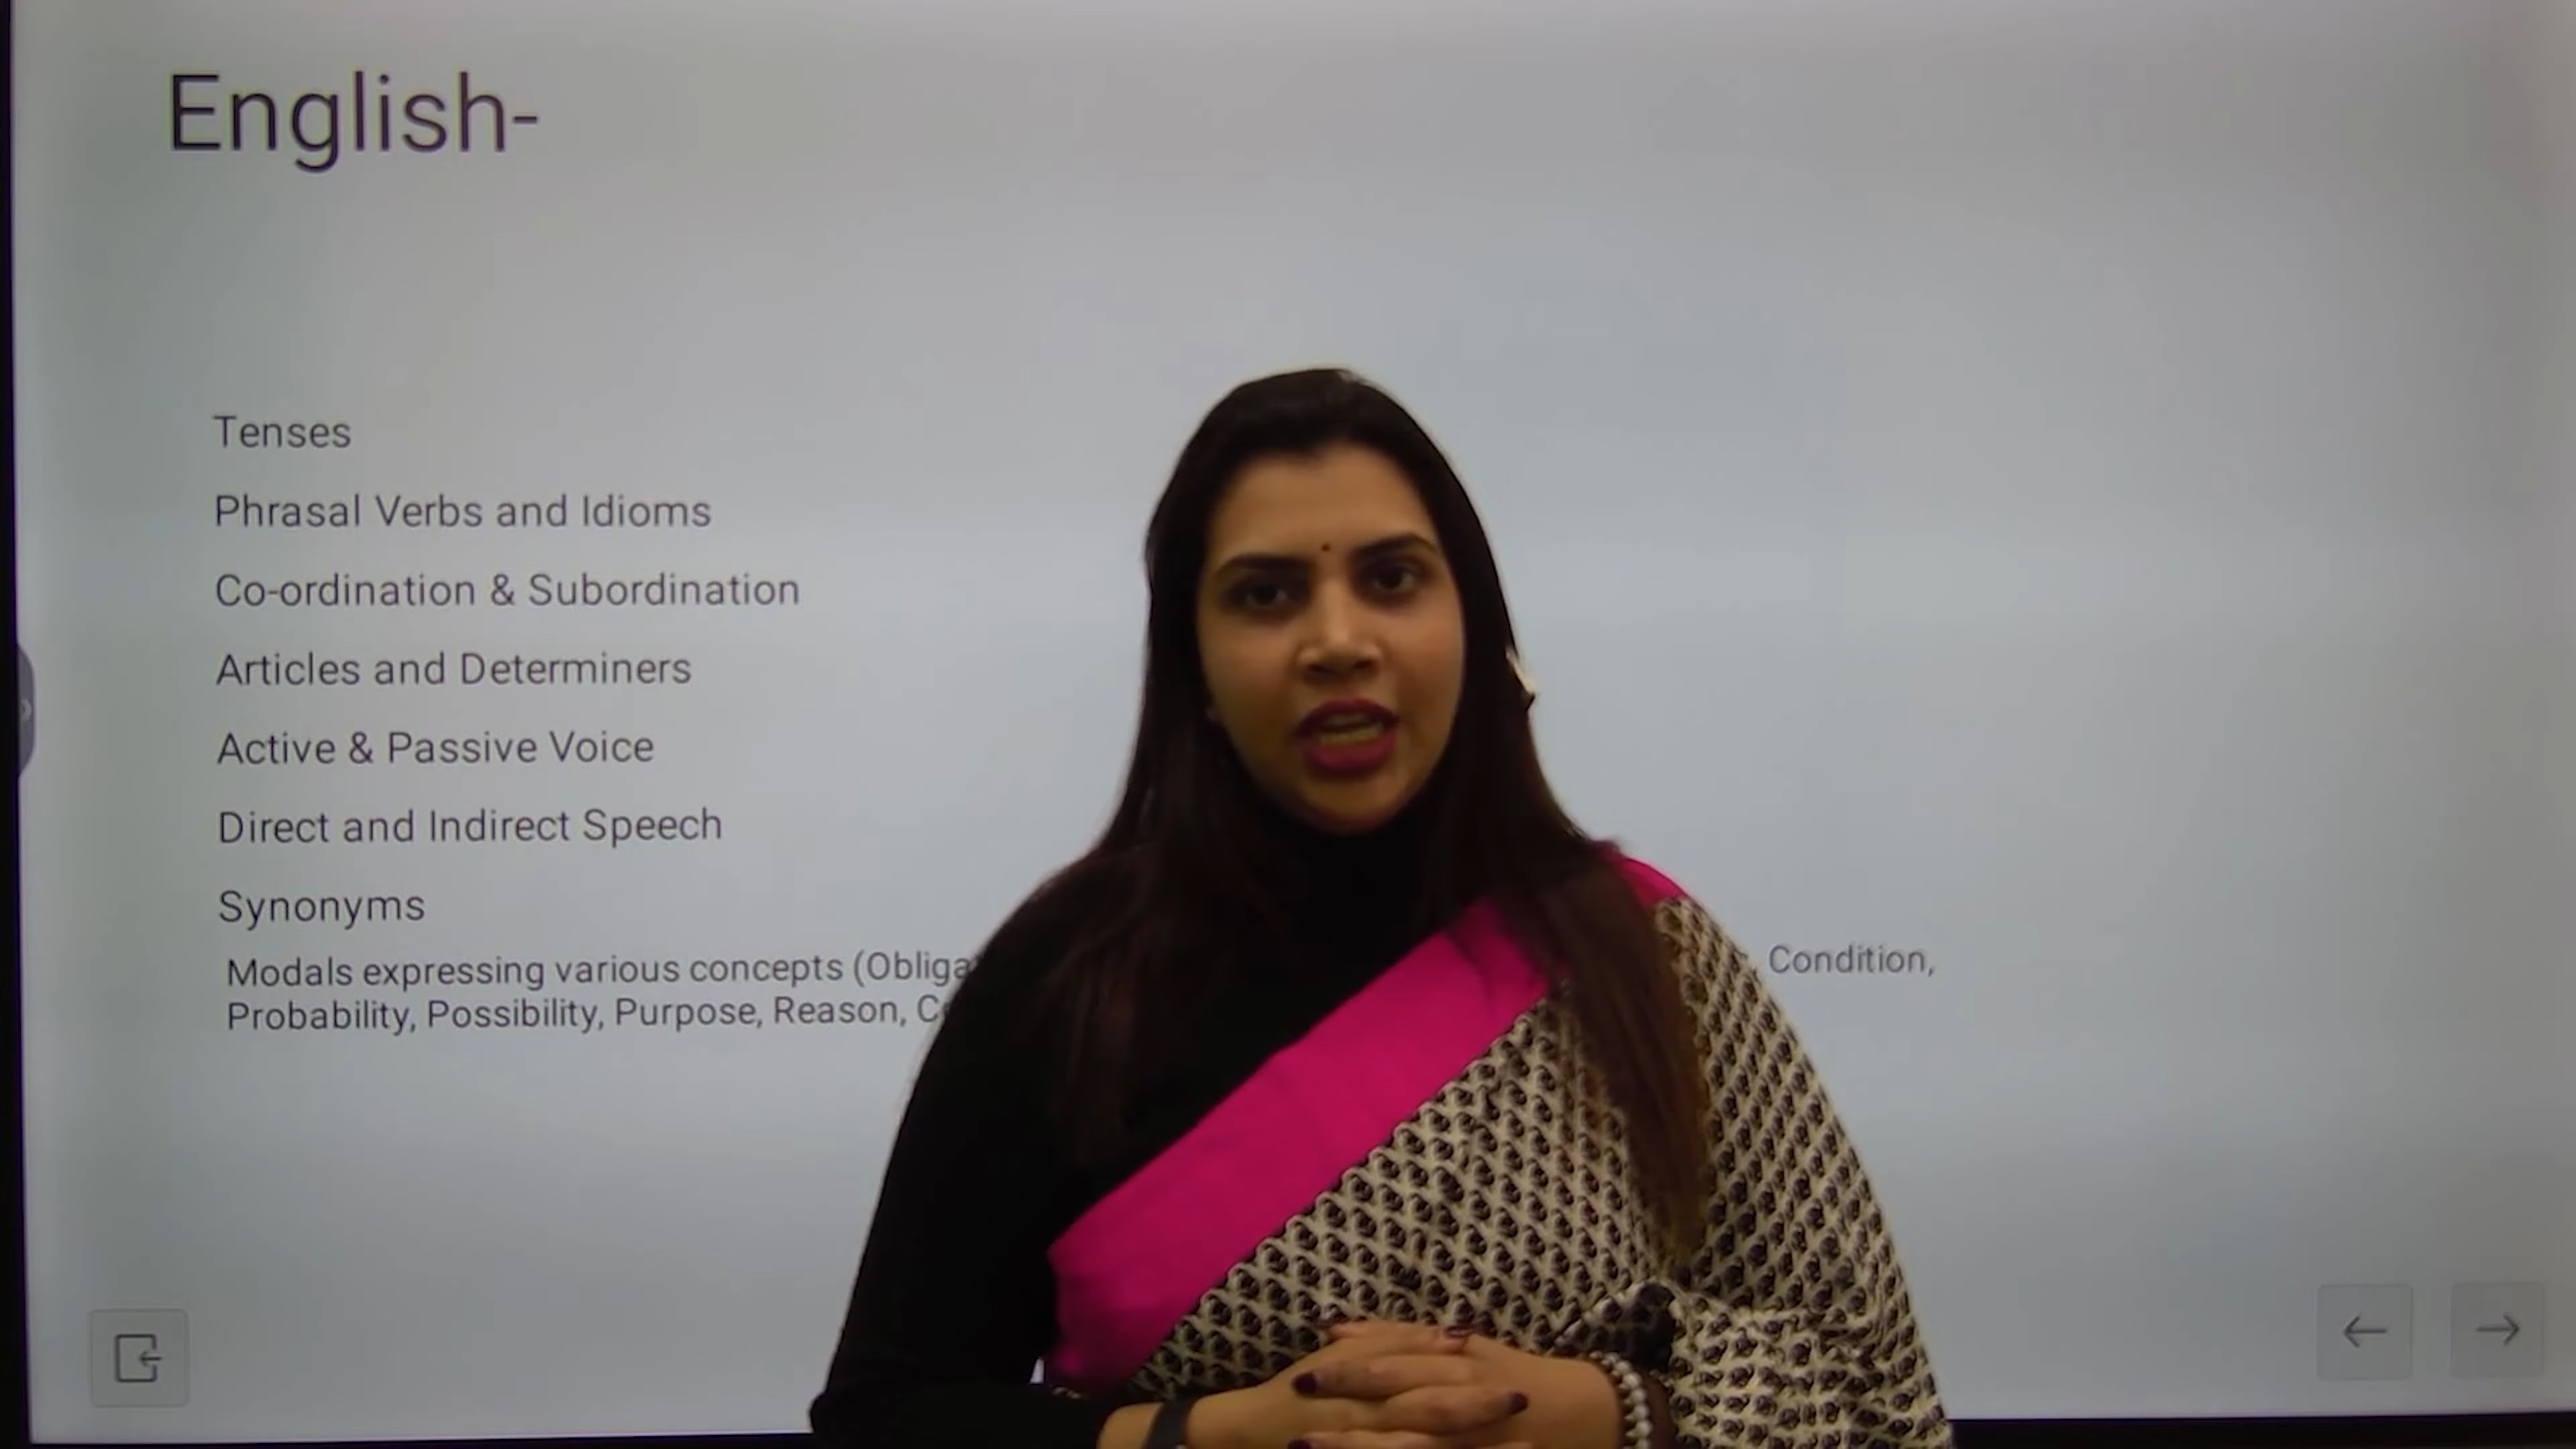 English-
Tenses
Phrasal Verbs and Idioms
Co-ordination & Subordination
Articles and Determiners
Active & Passive Voice
Direct and Indirect Speech
Synonyms
Modals expressing various concepts Condition,
Probability, Possibility, Purpose, Reason,